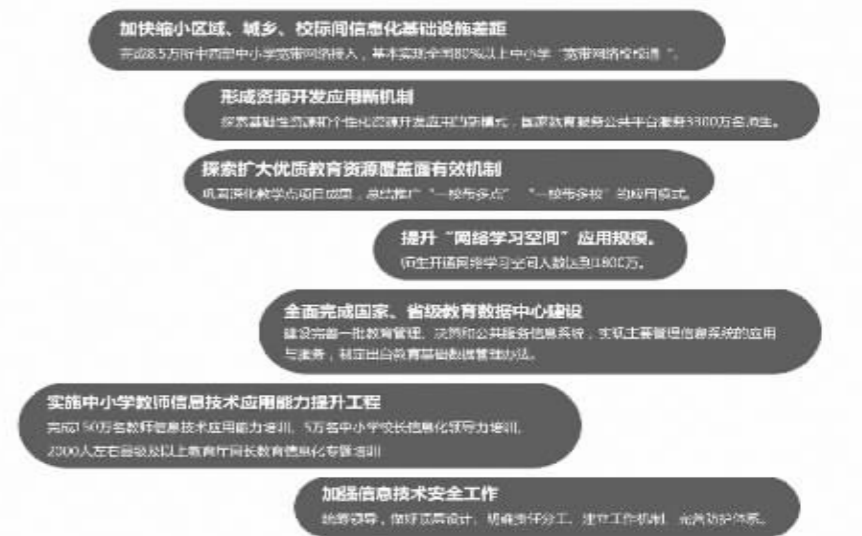 加快缩小区域、城乡、校际间信息化基础设施差距
完成8.5万所中西部中小学宽带网络接入，基本实现全国80%以上中小学“宽带网络校校通”。
形成资源开发应用新机制
探索基础性资源和个性化资源开发应用的新模式，国家教育服务公共平台服务3300万名师生。
探索扩大优质教育资源覆盖面有效机制
巩固深化教学点项目成果，总结推广“一校带多点”“一校带多校”的应用模式。
提升“网络学习空间”应用规模。
师生开通网络学习空间人数达到1800万。
全面完成国家、省级教育数据中心建设
建设完善一批教育管理、决策和公共服务信息系统，实现主要管理信息系统的应用
与服务，制定出台教育基础数据管理办法。
实施中小学教师信息技术应用能力提升工程
完成150万名教师信息技术应用能力培训、5万名中小学校长信息化领导力培训、
2000人左右县级及以上教育厅局长教育信息化专题培训
加强信息技术安全工作
统筹领导，做好顶层设计、明确责任分工、建立工作机制、完善防护体系。